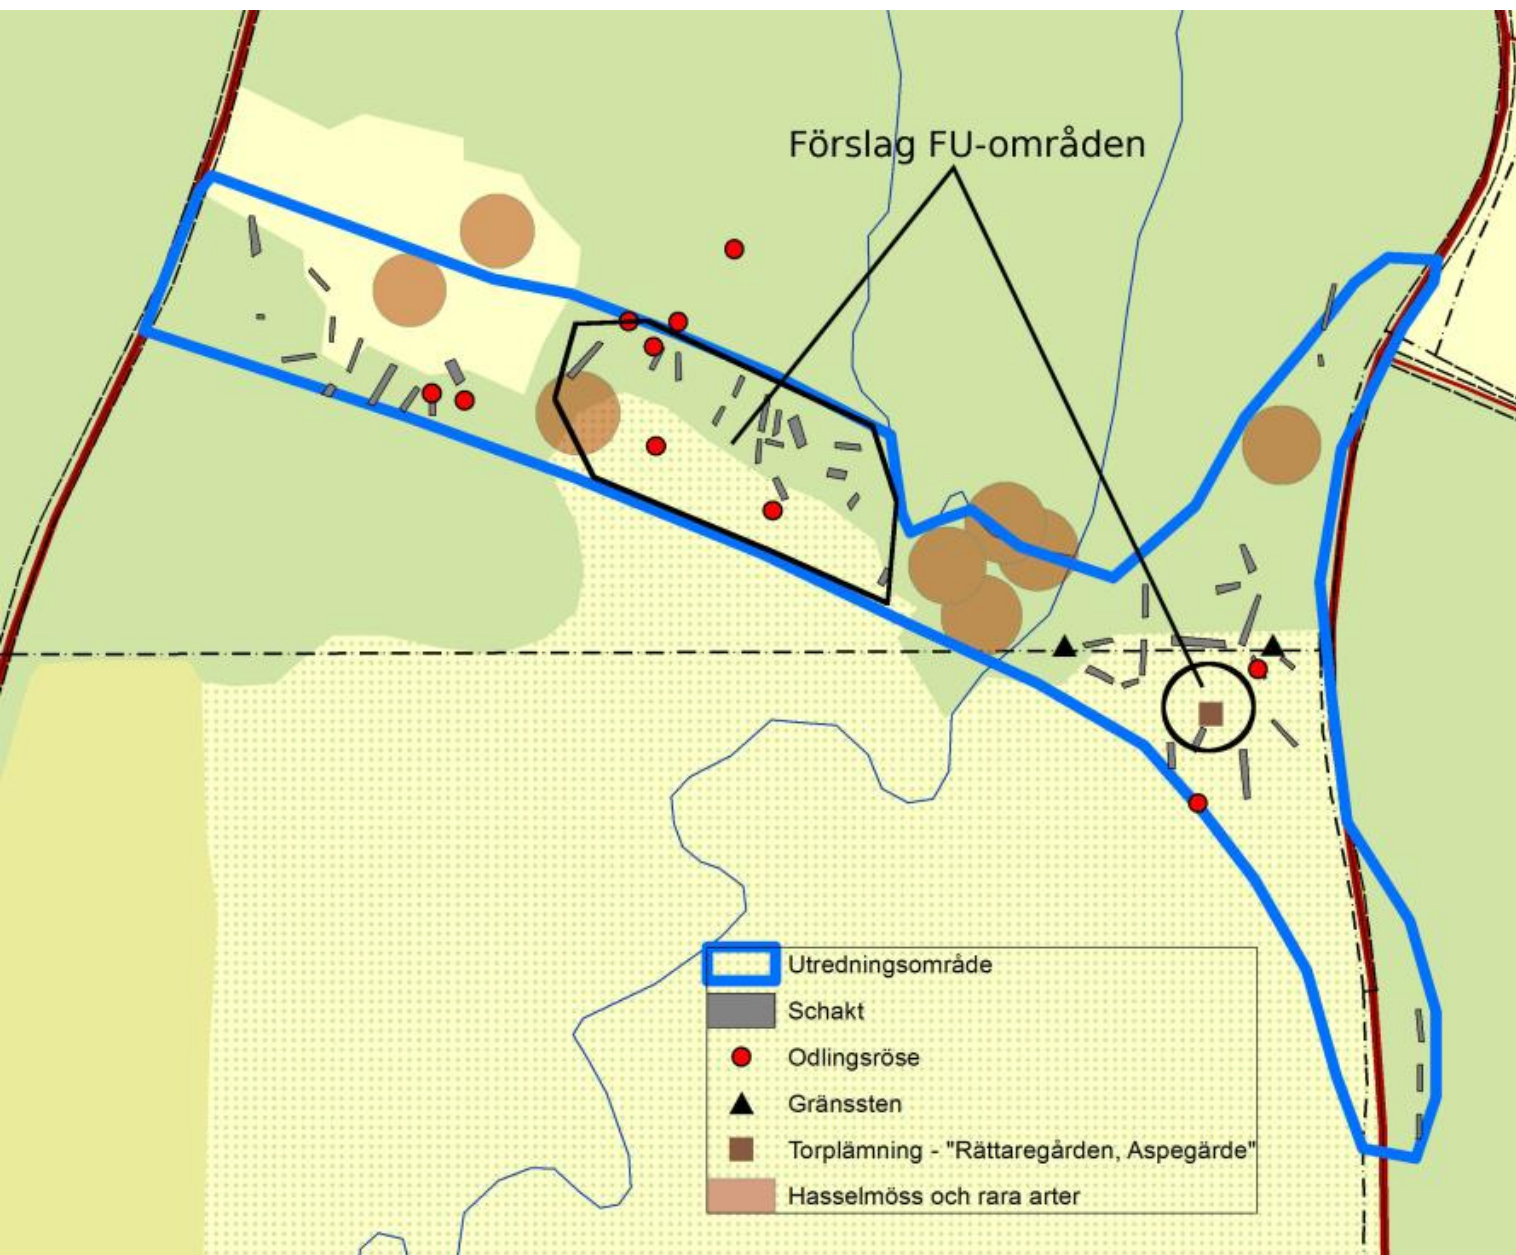 Förslag FU-områden
Utredningsområde
Schakt
Odlingsröse
Gränssten
Torplämning - "Rättaregården, Aspegärde"
Hasselmöss och rara arter